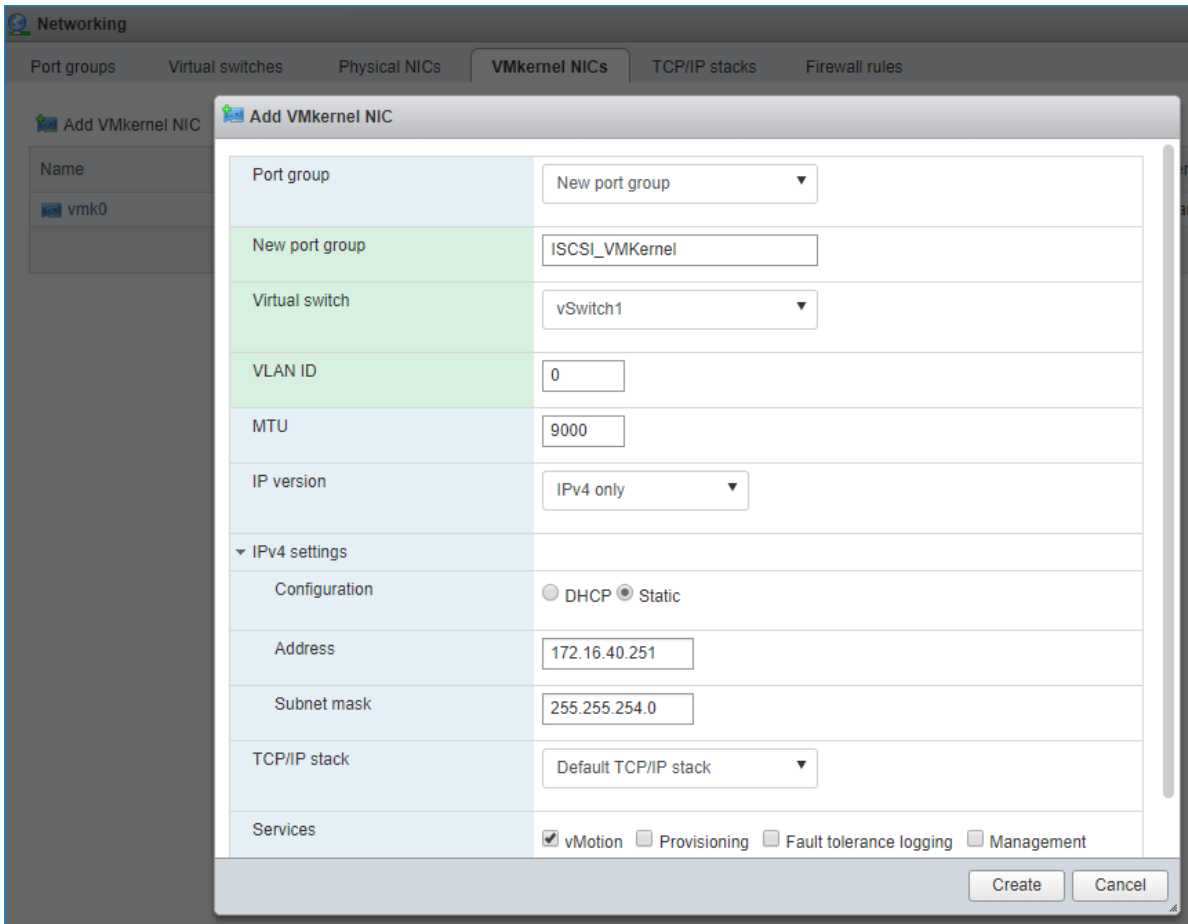 Networking
Port groups Virtual switches Physical NICs VMkernel NICs TCP/IP stacks Firewall rules
Add VMkernel NIC
Name
vmk0
Add VMkernel NIC
Port group New port group
New port group ISCSI_VMKernel
Virtual switch vSwitch1
VLAN ID 0
MTU 9000
IP version IPv4 only
IPv4 settings
Configuration DHCP Static
Address 172.16.40.251
Subnet mask 255.255.254.0
TCP/IP stack Default TCP/IP stack
Services vMotion Provisioning Fault tolerance logging Management
Create Cancel